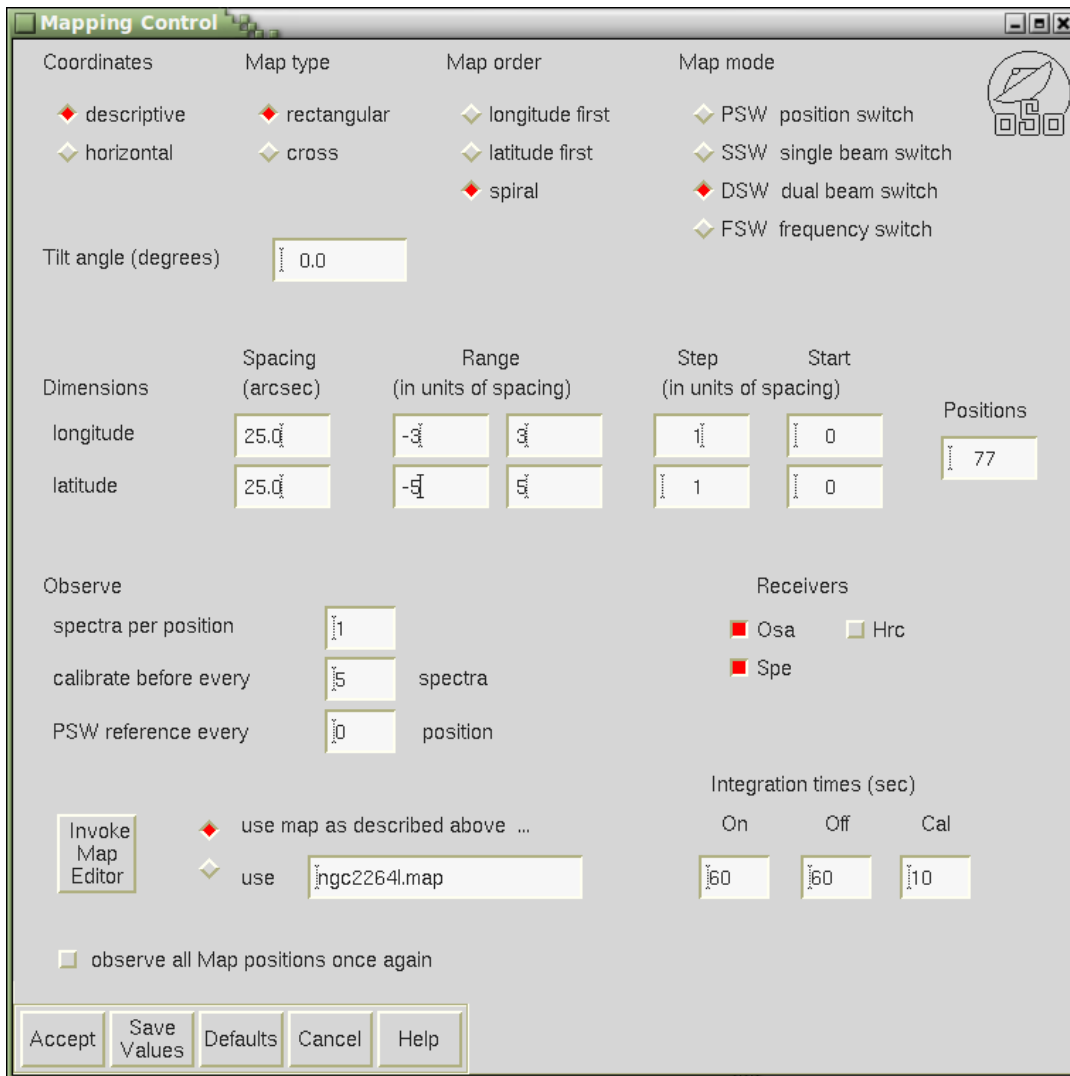 Mapping Control
Coordinates Map type Map order Map mode
descriptive rectangular longitude first PSW position switch
horizontal cross latitude first SSW single beam switch
spiral DSW dual beam switch
FSW frequency switch
OSO
Tilt angle (degrees) 0.0
Spacing Range Step Start
Dimensions (arcsec) (in units of spacing) (in units of spacing)
Positions
longitude 25.0 -3 3 1 0
77
latitude 25.0 -5 5 1 0
Observe Receivers
spectra per position 1 Osa Hrc
calibrate before every 5 spectra Spe
PSW reference every 0 position
Integration times (sec)
Invoke Map Editor
use map as described above ... On Off Cal
use ngc2264l.map 60 60 10
observe all Map positions once again
Accept Save Values Defaults Cancel Help